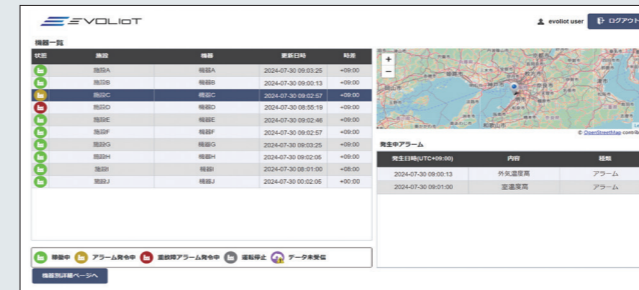 EVOLIoT
evoliot user
ログアウト
機器一覧
状態 施設 機器 更新日時 時差
施設A 機器A 2024-07-30 09:03:25 +09:00
施設B 機器B 2024-07-30 09:00:13 +09:00
施設C 機器C 2024-07-30 09:02:57 +09:00
施設D 機器D 2024-07-30 08:55:19 +09:00
施設E 機器E 2024-07-30 09:02:46 +09:00
施設F 機器F 2024-07-30 09:02:57 +09:00
施設G 機器G 2024-07-30 09:03:25 +09:00
施設H 機器H 2024-07-30 09:02:06 +09:00
施設I 機器I 2024-07-30 08:01:00
施設J 機器J 2024-07-30 00:02:05 +00:00
稼働中 アラーム発令中 重故障アラーム発令中 運転停止 データ未受信
機器別詳細ページへ
+
−
和歌山市
© OpenStreetMap
発生中アラーム
発生日時(UTC+09:00) 内容 種類
2024-07-30 09:00:13 外気温度高 アラーム
2024-07-30 09:01:00 室温度高 アラーム